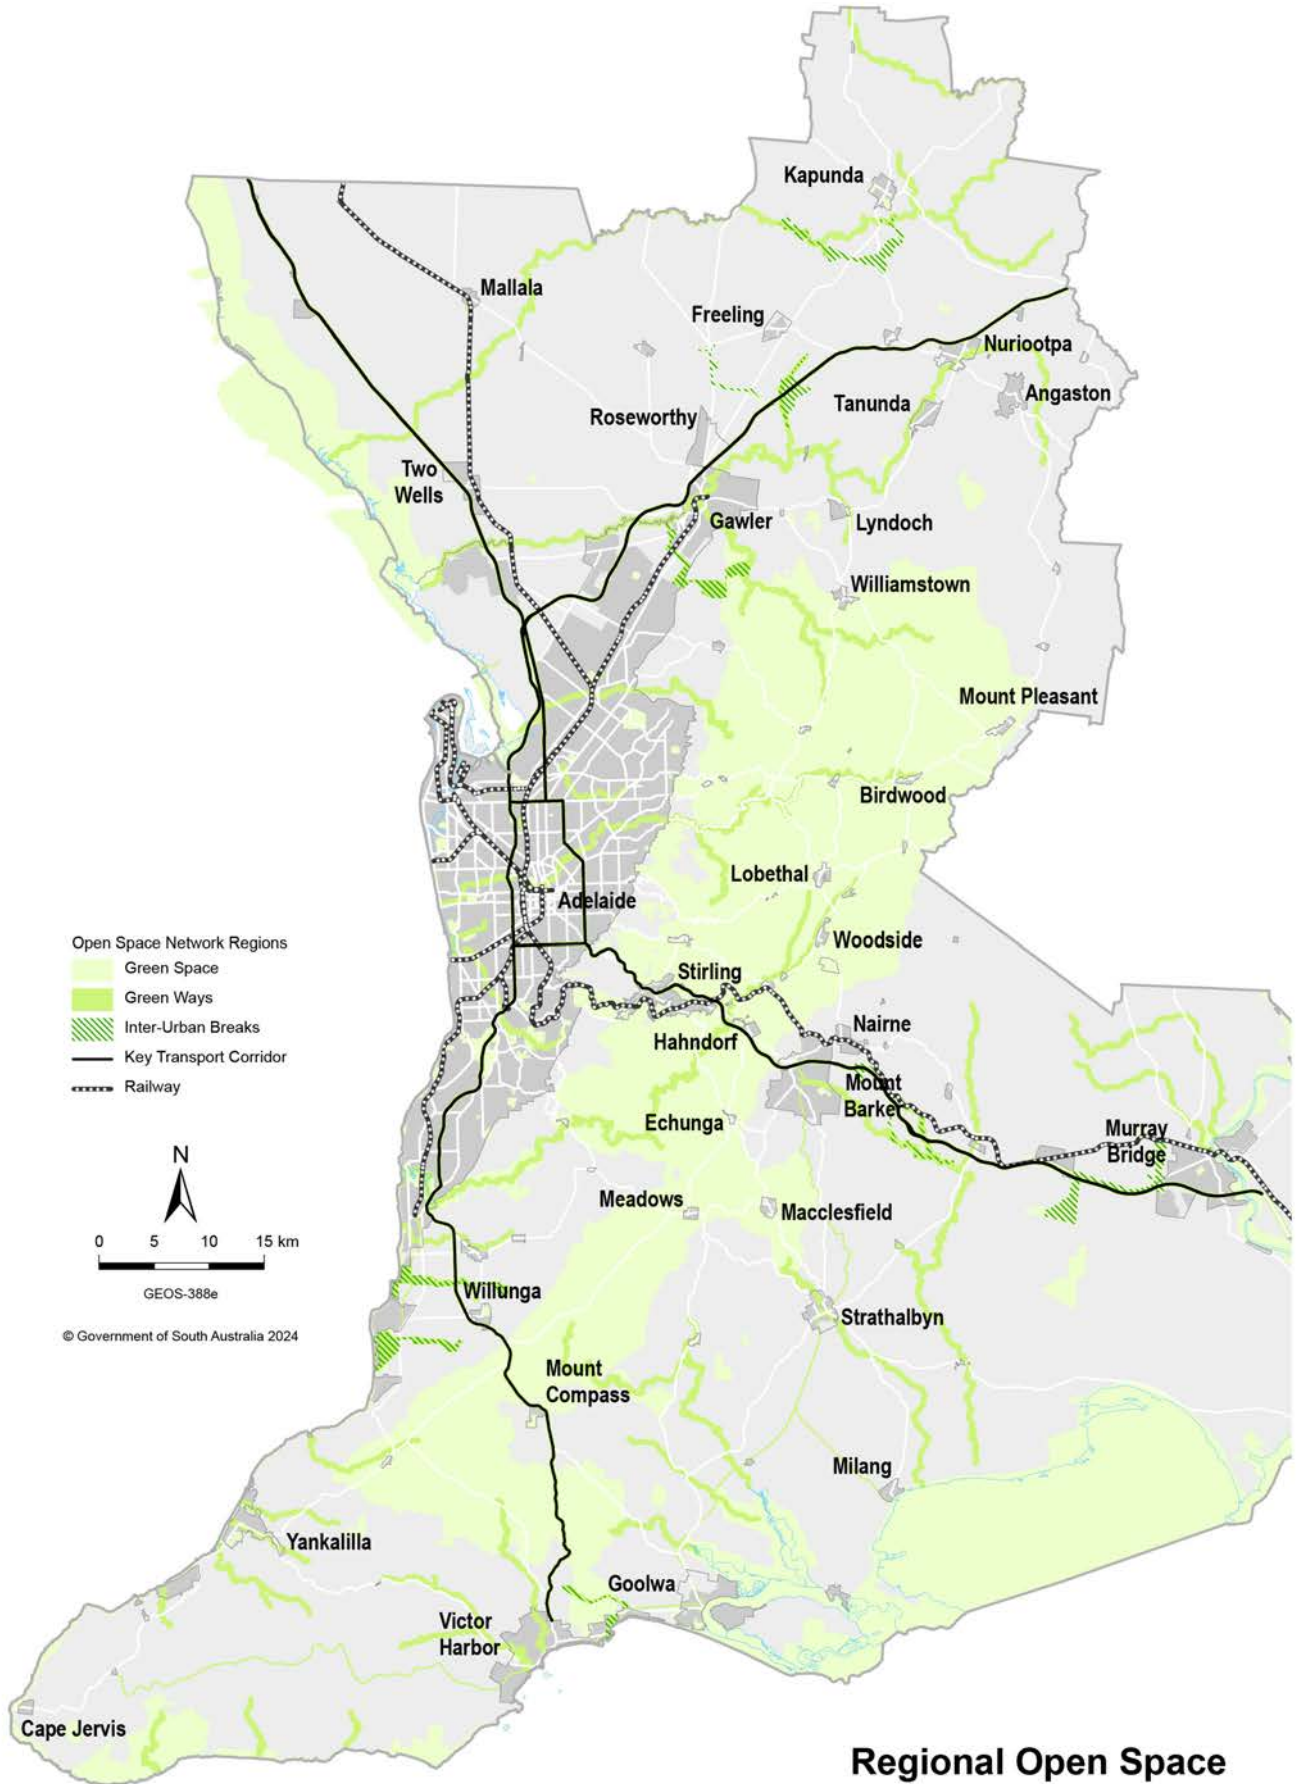 Kapunda
Mallala
Freeling
Nuriootpa
Angaston
Tanunda
Roseworthy
Two
Wells
Gawler
Lyndoch
Williamstown
Mount Pleasant
Birdwood
Lobethal
Adelaide
Woodside
Open Space Network Regions
Green Space
Green Ways
Inter-Urban Breaks
Key Transport Corridor
Railway
Stirling
Nairne
Hahndorf
Mount
Barker
Echunga
Murray
Bridge
N
Meadows
Macclesfield
0 5 10 15 km
GEOS-388e
© Government of South Australia 2024
Willunga
Strathalbyn
Mount
Compass
Milang
Yankalilla
Goolwa
Victor
Harbor
Cape Jervis
Regional Open Space